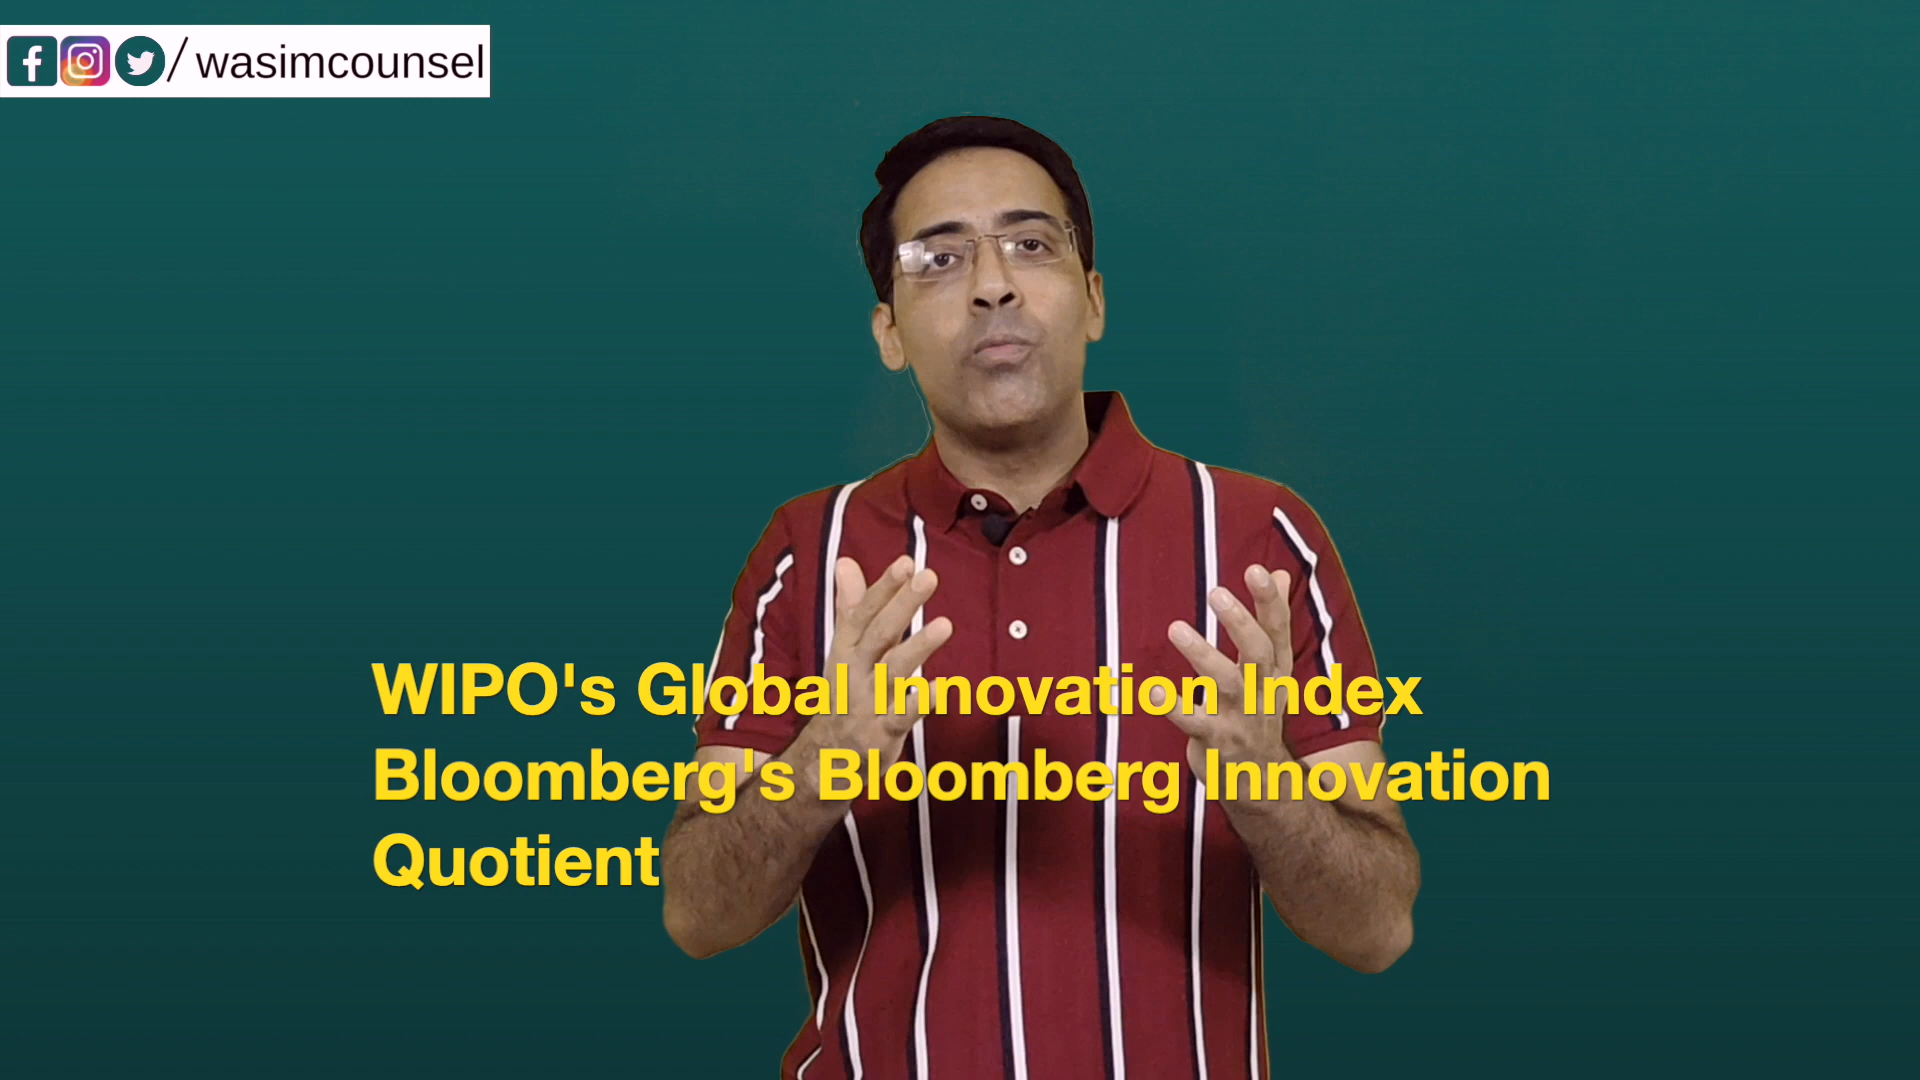 / wasimcounsel
WIPO's Global Innovation Index
Bloomberg's Bloomberg Innovation
Quotient